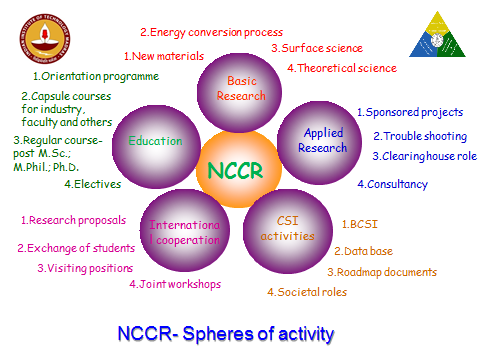 2.Energy conversion process
3.Surface science
1.New materials
4.Theoretical science
Basic
Research
1.Orientation programme
2.Capsule courses
for industry,
faculty and others
3.Regular course-
post M.Sc.;
M.Phil.; Ph.D.
4.Electives
Education
1.Sponsored projects
2.Trouble shooting
3.Clearing house role
4.Consultancy
Applied
Research
NCCR
1.Research proposals
2.Exchange of students
3.Visiting positions
4.Joint workshops
Internationa
l cooperation
CSI
activities
1.BCSI
2.Data base
3.Roadmap documents
4.Societal roles
NCCR- Spheres of activity